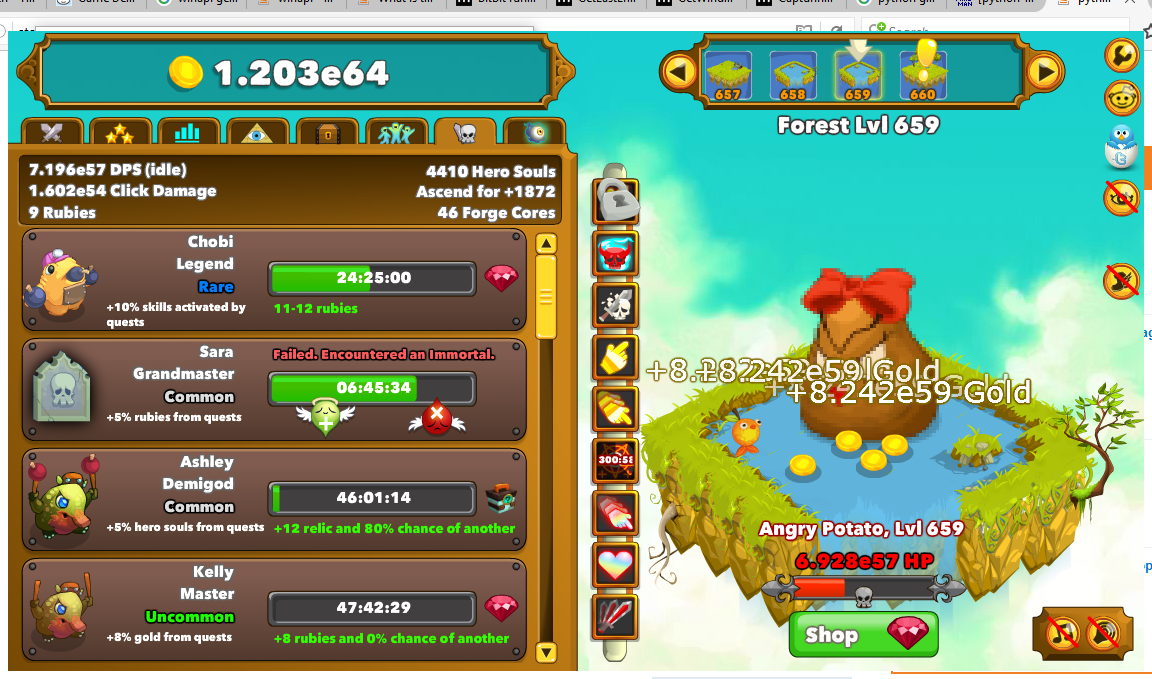 Search
1.203e64
657
658
659
660
Forest Lvl 659
7.196e57 DPS (idle)
1.602e54 Click Damage
9 Rubies
4410 Hero Souls
Ascend for +1872
46 Forge Cores
Chobi
Legend
Rare
+10% skills activated by
quests
24:25:00
11-12 rubies
Sara
Grandmaster
Common
+5% rubies from quests
Failed. Encountered an Immortal.
06:45:34
Ashley
Demigod
Common
+5% hero souls from quests
46:01:14
+12 relic and 80% chance of another
Kelly
Master
Uncommon
+8% gold from quests
47:42:29
+8 rubies and 0% chance of another
+8.242e59 Gold
+8.242e59 Gold
Angry Potato, Lvl 659
6.928e57 HP
Shop